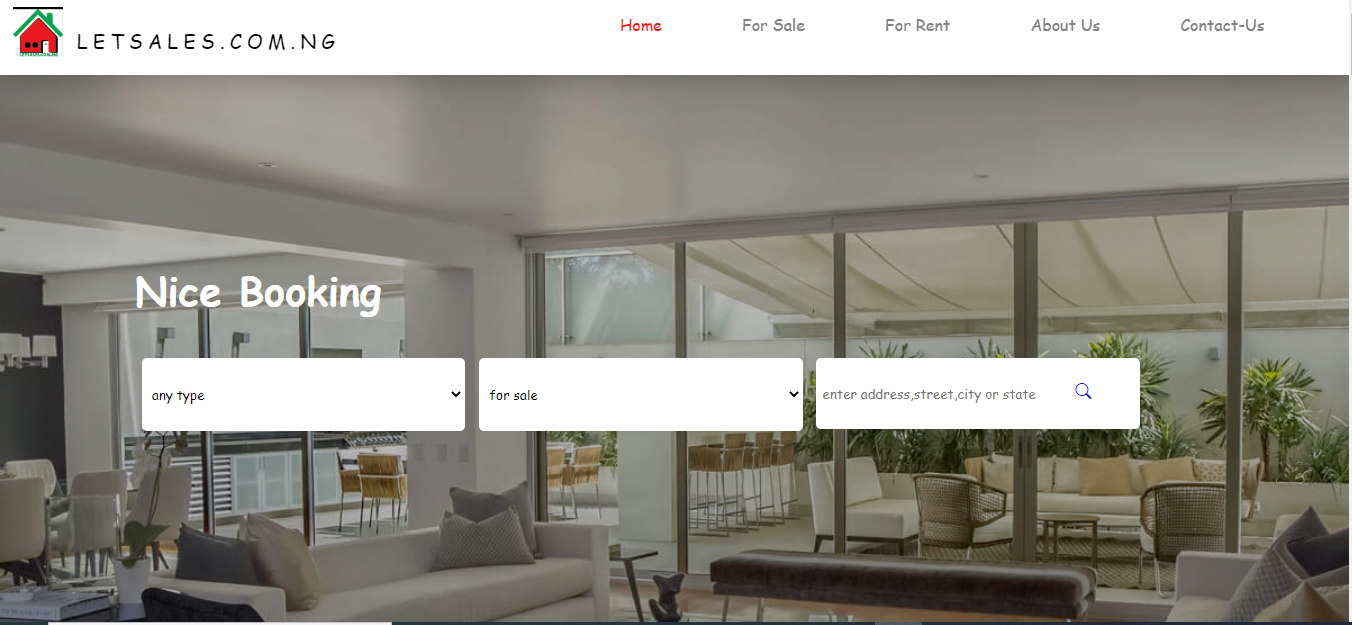 LETSALES.COM.NG
Home For Sale For Rent About Us Contact-Us
Nice Booking
any type for sale enter address,street,city or state